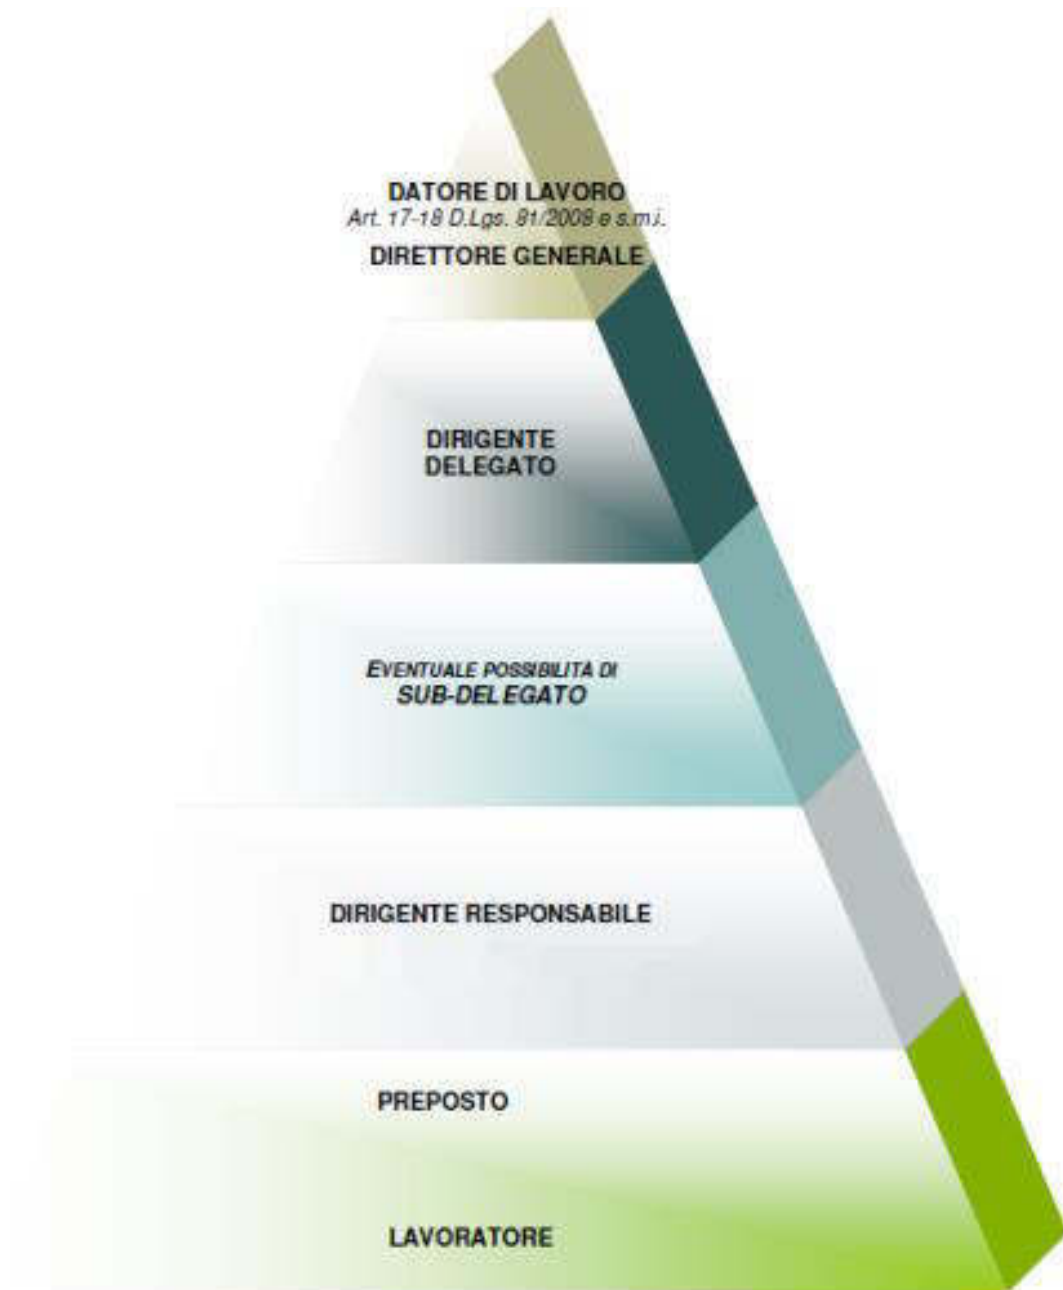 DATORE DI LAVORO
Art. 17-18 D.Lgs. 81/2008 e s.m.i.
DIRETTORE GENERALE
DIRIGENTE
DELEGATO
EVENTUALE POSSIBILITÀ DI
SUB-DELEGATO
DIRIGENTE RESPONSABILE
PREPOSTO
LAVORATORE